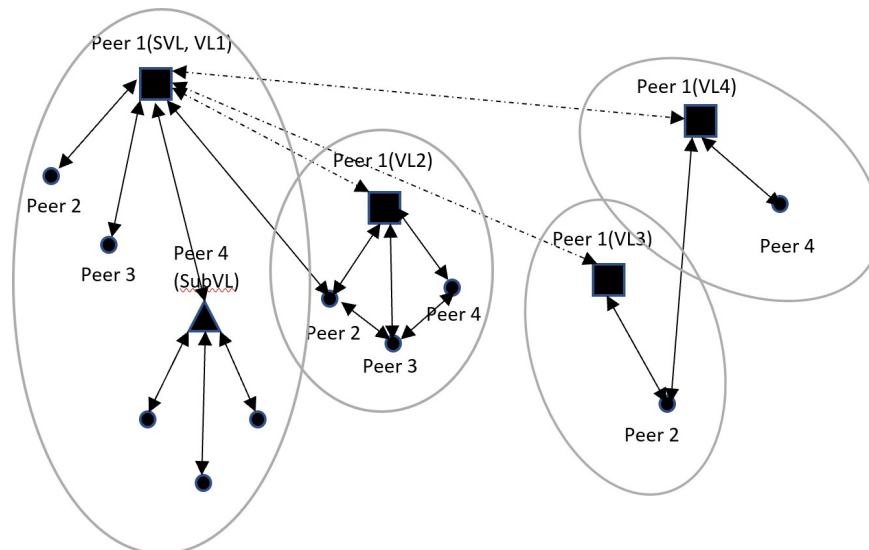 Peer 1(SVL, VL1)
Peer 2
Peer 3
Peer 4
(SubVL)
Peer 1(VL2)
Peer 2
Peer 3
Peer 4
Peer 1(VL3)
Peer 2
Peer 1(VL4)
Peer 4